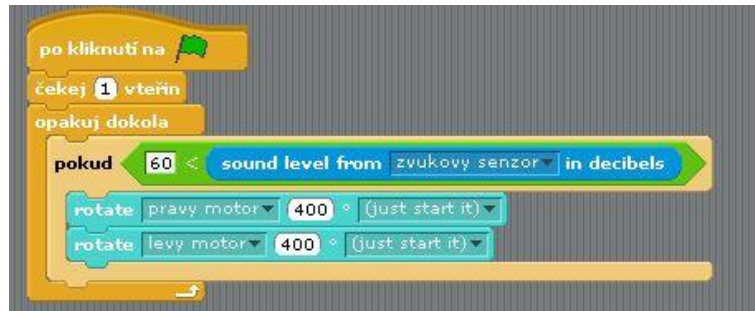 po kliknutí na
čekej 1 vteřin
opakuj dokola
pokud 60 < sound level from zvukovy senzor in decibels
rotate pravy motor 400 ° (just start it)
rotate levy motor 400 ° (just start it)